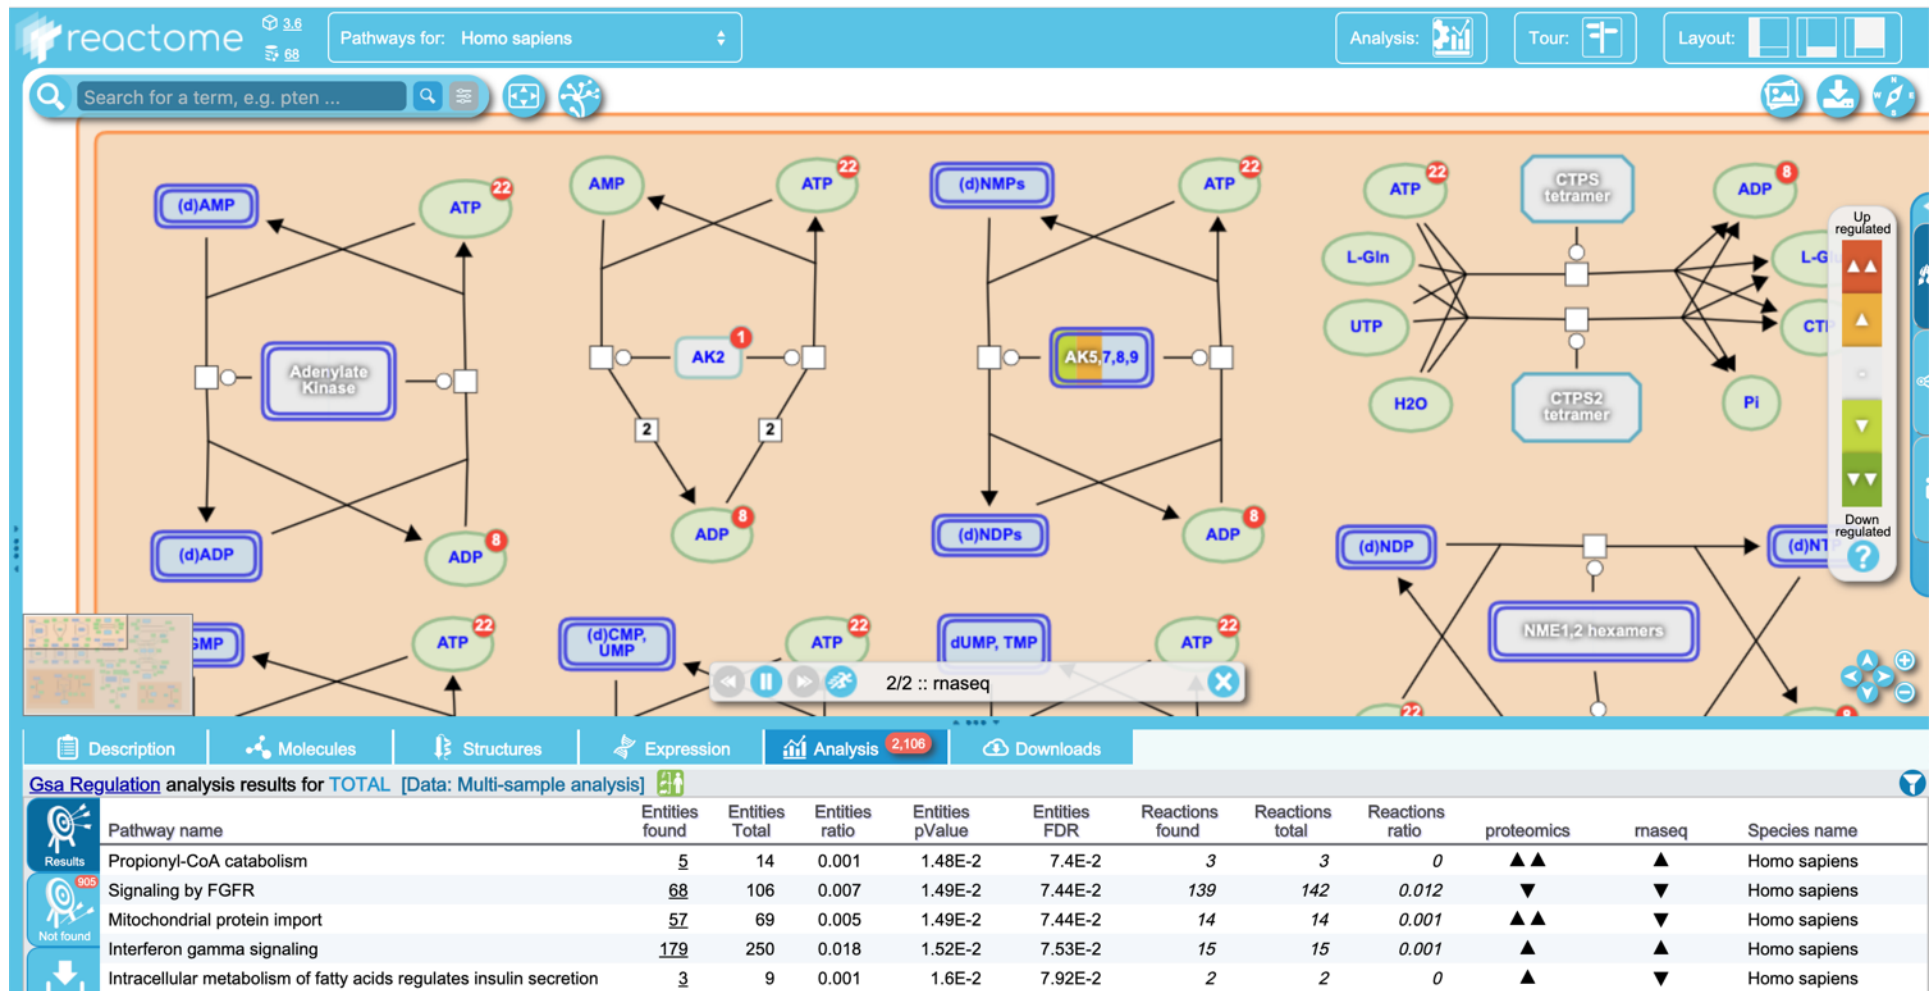 reactome
3.6
68
Pathways for: Homo sapiens
Analysis:
Tour:
Layout:
Search for a term, e.g. pten ...
(d)AMP
ATP 22
AMP
ATP 22
(d)NMPs
ATP 22
ATP 22
CTPS
tetramer
ADP 8
Up
regulated
L-Gln
UTP
Adenylate
Kinase
AK2 1
AK5,7,8,9
H2O
CTPS2
tetramer
Pi
2
2
(d)ADP
ADP 8
ADP 8
(d)NDPs
ADP 8
(d)NDP
Down
regulated
?
ATP 22
(d)CMP,
UMP
ATP 22
dUMP, TMP
ATP 22
NME1,2 hexamers
2/2 :: rnaseq
22
8
Description
Molecules
Structures
Expression
Analysis 2,106
Downloads
Gsa Regulation analysis results for TOTAL [Data: Multi-sample analysis]
Results
905
Not found
Pathway name Entities found Entities Total Entities ratio Entities pValue Entities FDR Reactions found Reactions total Reactions ratio proteomics rnaseq Species name
Propionyl-CoA catabolism 5 14 0.001 1.48E-2 7.4E-2 3 3 0 ▲▲ ▲ Homo sapiens
Signaling by FGFR 68 106 0.007 1.49E-2 7.44E-2 139 142 0.012 ▼ ▼ Homo sapiens
Mitochondrial protein import 57 69 0.005 1.49E-2 7.44E-2 14 14 0.001 ▲▲ ▼ Homo sapiens
Interferon gamma signaling 179 250 0.018 1.52E-2 7.53E-2 15 15 0.001 ▲ ▲ Homo sapiens
Intracellular metabolism of fatty acids regulates insulin secretion 3 9 0.001 1.6E-2 7.92E-2 2 2 0 ▲ ▼ Homo sapiens